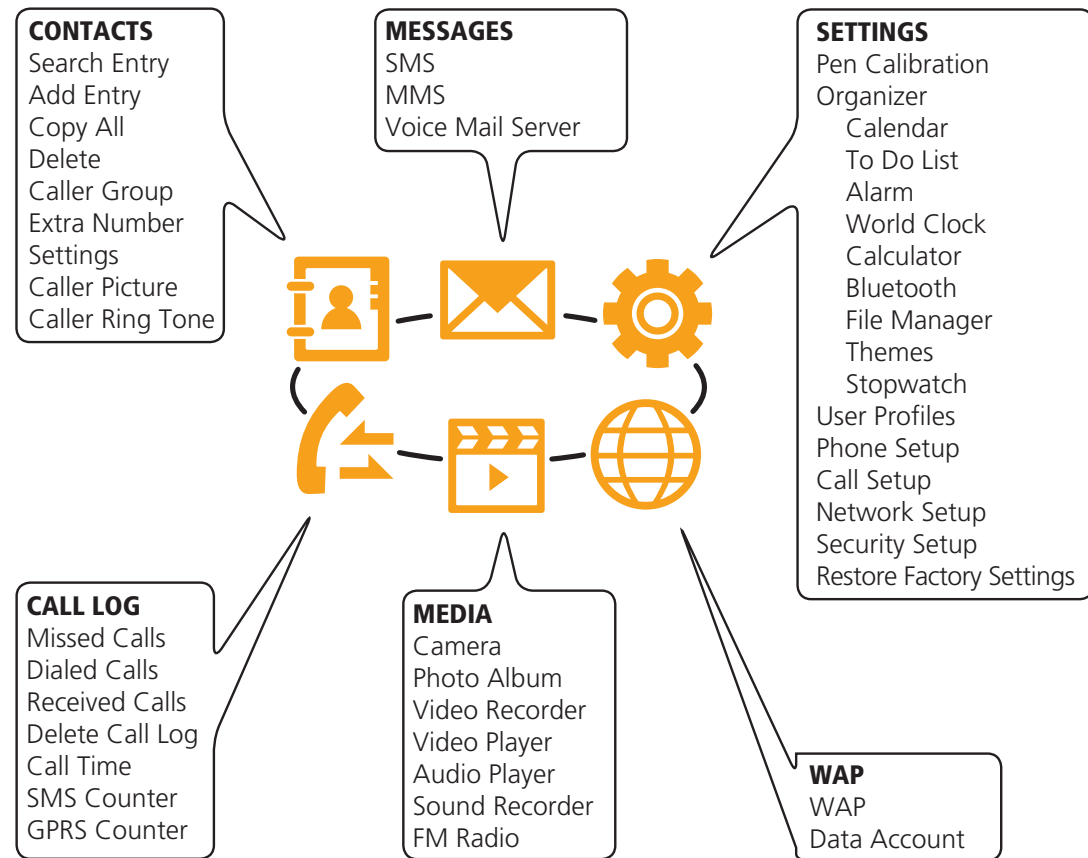 CONTACTS
Search Entry
Add Entry
Copy All
Delete
Caller Group
Extra Number
Settings
Caller Picture
Caller Ring Tone
MESSAGES
SMS
MMS
Voice Mail Server
SETTINGS
Pen Calibration
Organizer
Calendar
To Do List
Alarm
World Clock
Calculator
Bluetooth
File Manager
Themes
Stopwatch
User Profiles
Phone Setup
Call Setup
Network Setup
Security Setup
Restore Factory Settings
CALL LOG
Missed Calls
Dialed Calls
Received Calls
Delete Call Log
Call Time
SMS Counter
GPRS Counter
MEDIA
Camera
Photo Album
Video Recorder
Video Player
Audio Player
Sound Recorder
FM Radio
WAP
WAP
Data Account